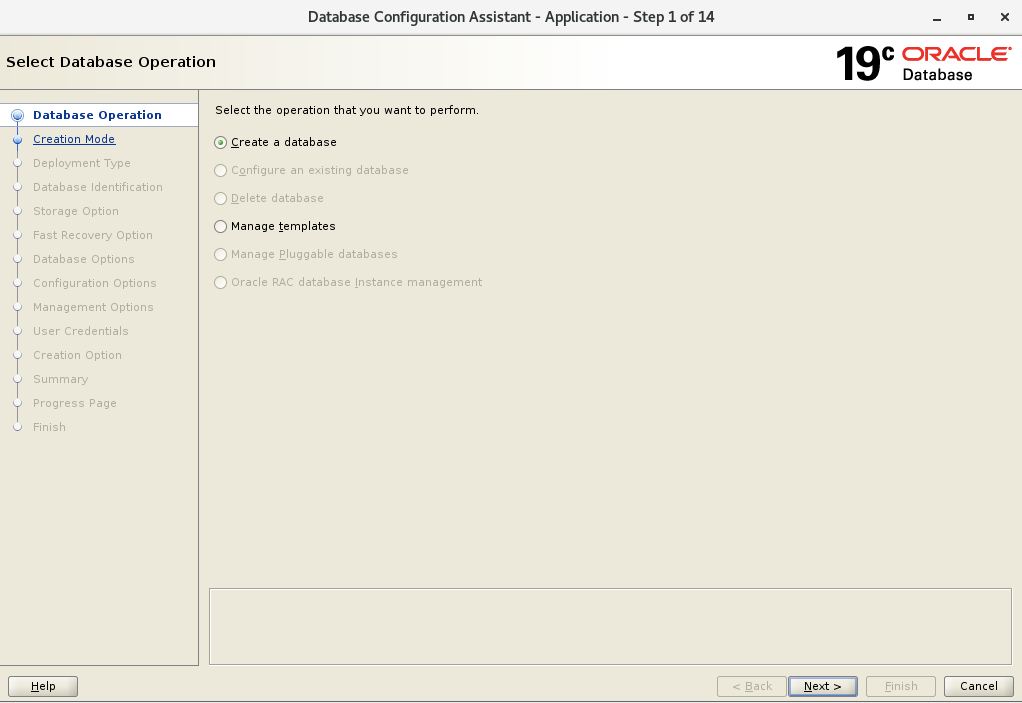 Database Configuration Assistant - Application - Step 1 of 14
Select Database Operation
19c ORACLE
Database
Database Operation
Creation Mode
Deployment Type
Database Identification
Storage Option
Fast Recovery Option
Database Options
Configuration Options
Management Options
User Credentials
Creation Option
Summary
Progress Page
Finish
Select the operation that you want to perform.
Create a database
Configure an existing database
Delete database
Manage templates
Manage Pluggable databases
Oracle RAC database Instance management
Help
< Back
Next >
Finish
Cancel